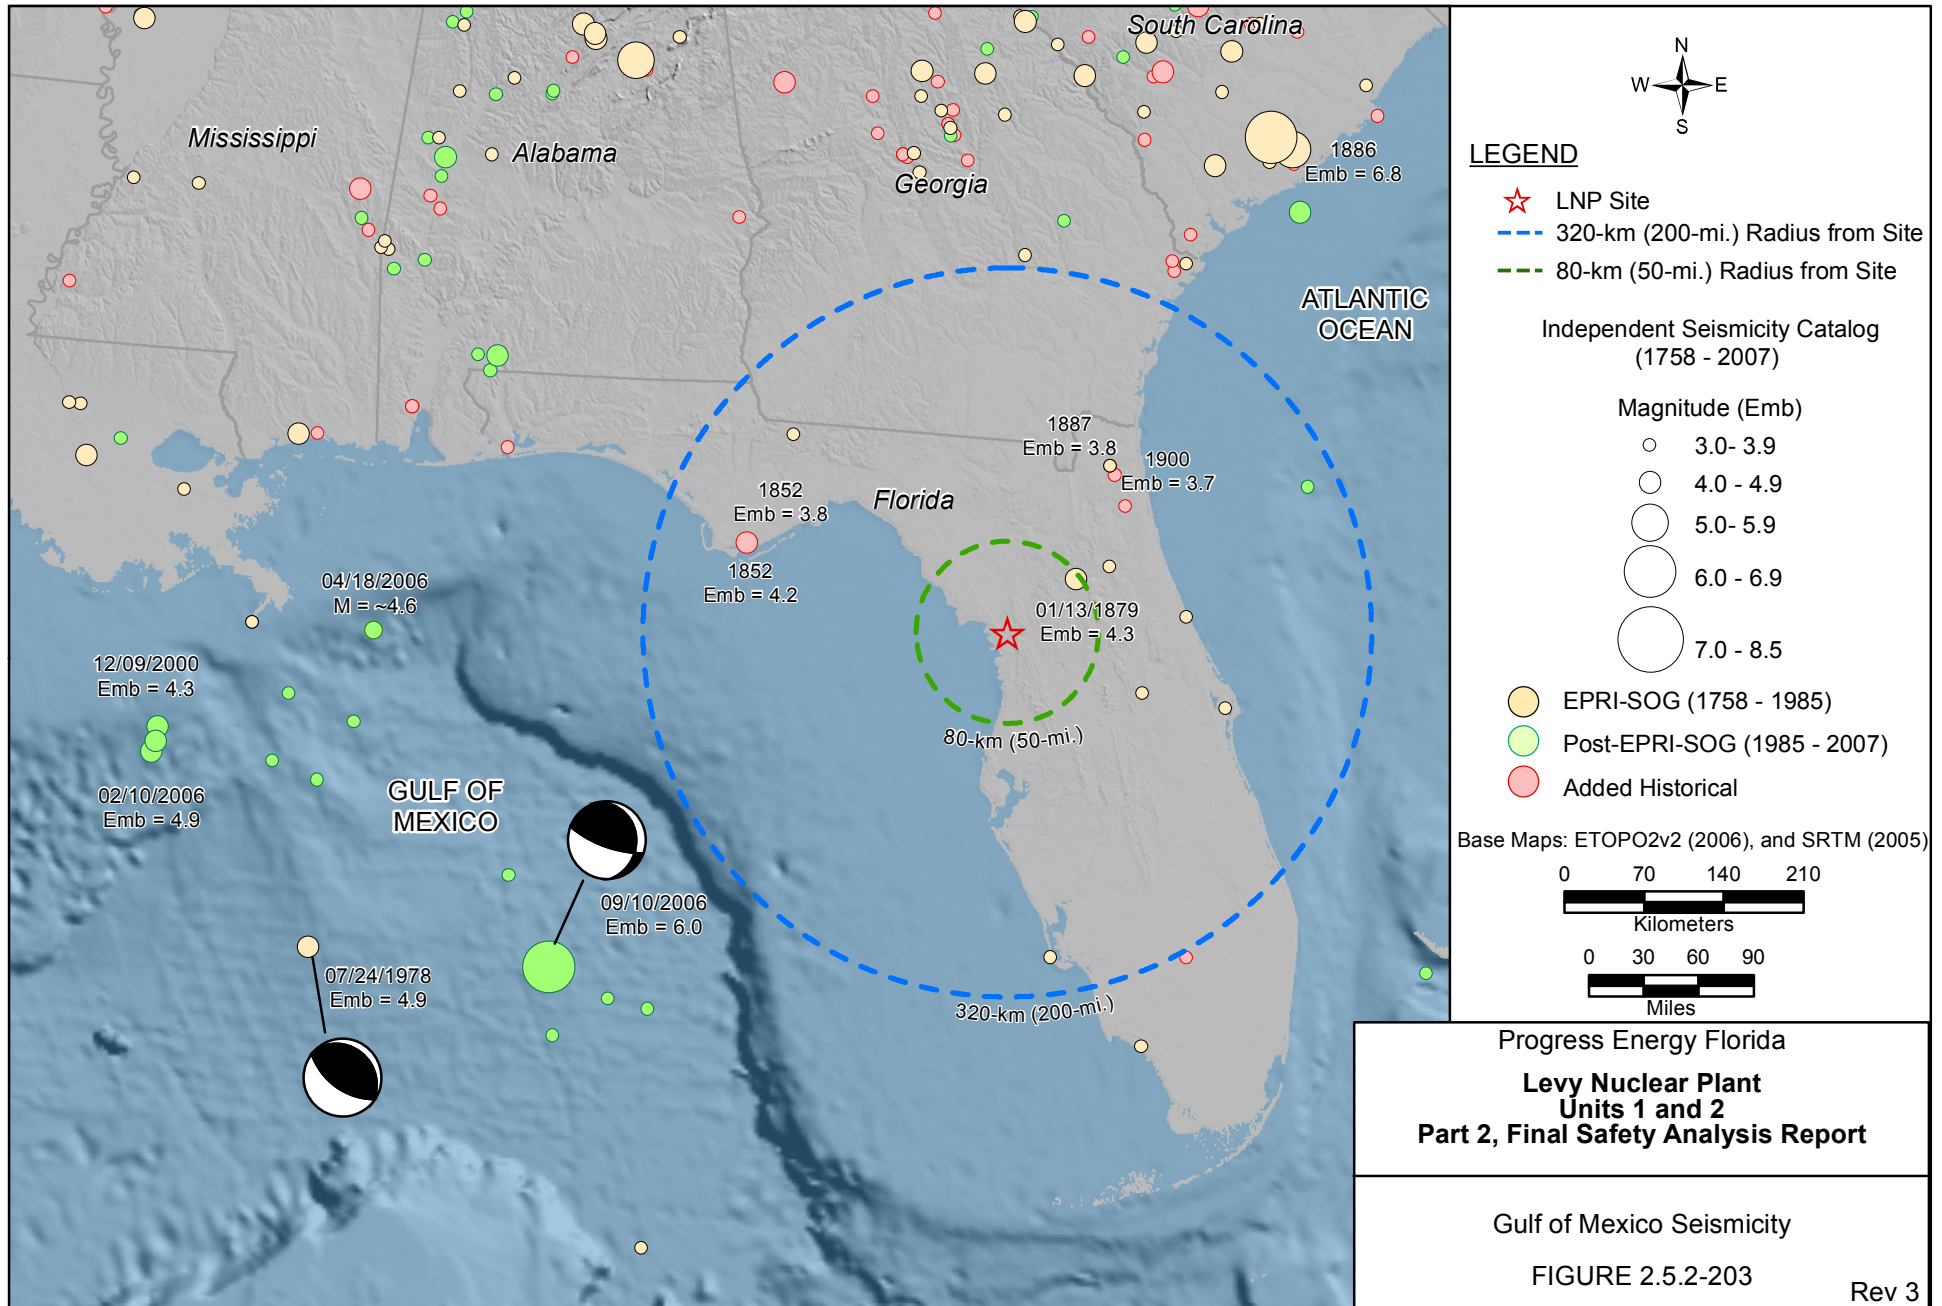 South Carolina
Mississippi
Alabama
Georgia
1886
Emb = 6.8
ATLANTIC
OCEAN
1887
Emb = 3.8
1900
Emb = 3.7
1852
Emb = 3.8
Florida
1852
Emb = 4.2
04/18/2006
M = ~4.6
01/13/1879
Emb = 4.3
12/09/2000
Emb = 4.3
80-km (50-mi.)
02/10/2006
Emb = 4.9
GULF OF
MEXICO
09/10/2006
Emb = 6.0
07/24/1978
Emb = 4.9
320-km (200-mi.)
N
W E
S
LEGEND
LNP Site
320-km (200-mi.) Radius from Site
80-km (50-mi.) Radius from Site
Independent Seismicity Catalog
(1758 - 2007)
Magnitude (Emb)
3.0- 3.9
4.0 - 4.9
5.0- 5.9
6.0 - 6.9
7.0 - 8.5
EPRI-SOG (1758 - 1985)
Post-EPRI-SOG (1985 - 2007)
Added Historical
Base Maps: ETOPO2v2 (2006), and SRTM (2005)
0 70 140 210
Kilometers
0 30 60 90
Miles
Progress Energy Florida
Levy Nuclear Plant
Units 1 and 2
Part 2, Final Safety Analysis Report
Gulf of Mexico Seismicity
FIGURE 2.5.2-203
Rev 3